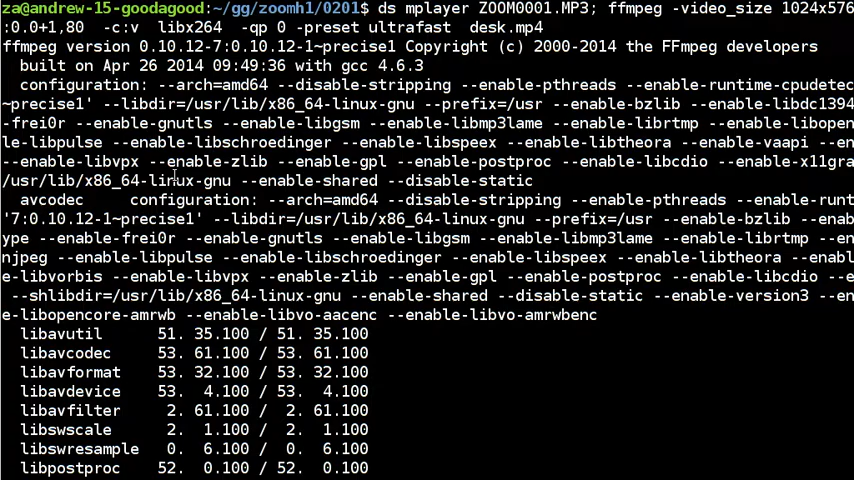 za@andrew-15-goodagood:~/gg/zoomh1/0201$ ds mplayer ZOOM0001.MP3; ffmpeg -video_size 1024x576
:0.0+1,80  -c:v  libx264  -qp 0 -preset ultrafast  desk.mp4
ffmpeg version 0.10.12-7:0.10.12-1~precise1 Copyright (c) 2000-2014 the FFmpeg developers
  built on Apr 26 2014 09:49:36 with gcc 4.6.3
  configuration: --arch=amd64 --disable-stripping --enable-pthreads --enable-runtime-cpudetec
~precise1' --libdir=/usr/lib/x86_64-linux-gnu --prefix=/usr --enable-bzlib --enable-libdc1394
-frei0r --enable-gnutls --enable-libgsm --enable-libmp3lame --enable-librtmp --enable-libopen
le-libpulse --enable-libschroedinger --enable-libspeex --enable-libtheora --enable-vaapi --en
--enable-libvpx --enable-zlib --enable-gpl --enable-postproc --enable-libcdio --enable-x11gra
/usr/lib/x86_64-linux-gnu --enable-shared --disable-static
  avcodec     configuration: --arch=amd64 --disable-stripping --enable-pthreads --enable-runt
'7:0.10.12-1~precise1' --libdir=/usr/lib/x86_64-linux-gnu --prefix=/usr --enable-bzlib --enab
ype --enable-frei0r --enable-gnutls --enable-libgsm --enable-libmp3lame --enable-librtmp --en
njpeg --enable-libpulse --enable-libschroedinger --enable-libspeex --enable-libtheora --enabl
e-libvorbis --enable-libvpx --enable-zlib --enable-gpl --enable-postproc --enable-libcdio --e
 --shlibdir=/usr/lib/x86_64-linux-gnu --enable-shared --disable-static --enable-version3 --en
e-libopencore-amrwb --enable-libvo-aacenc --enable-libvo-amrwbenc
  libavutil      51. 35.100 / 51. 35.100
  libavcodec     53. 61.100 / 53. 61.100
  libavformat    53. 32.100 / 53. 32.100
  libavdevice    53.  4.100 / 53.  4.100
  libavfilter     2. 61.100 /  2. 61.100
  libswscale      2.  1.100 /  2.  1.100
  libswresample   0.  6.100 /  0.  6.100
  libpostproc    52.  0.100 / 52.  0.100